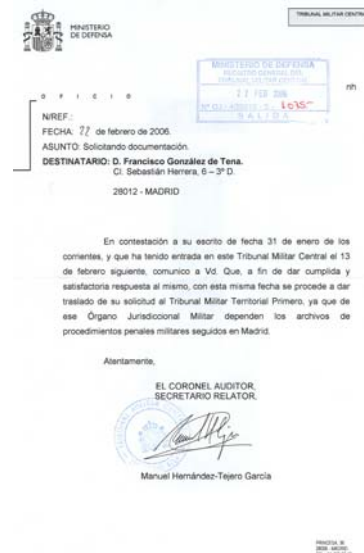 MINISTERIO
DE DEFENSA
TRIBUNAL MILITAR CENTRAL
MINISTERIO DE DEFENSA
22 FEB 2006
1035-
SALIDA
nh
O F I C I O
N/REF.:
FECHA: 22 de febrero de 2006.
ASUNTO: Solicitando documentación.
DESTINATARIO: D. Francisco González de Tena.
Cl. Sebastián Herrera, 6 – 3º D.
28012 - MADRID
En contestación a su escrito de fecha 31 de enero de los
corrientes, y que ha tenido entrada en este Tribunal Militar Central el 13
de febrero siguiente, comunico a Vd. Que, a fin de dar cumplida y
satisfactoria respuesta al mismo, con esta misma fecha se procede a dar
traslado de su solicitud al Tribunal Militar Territorial Primero, ya que de
ese Órgano Jurisdiccional Militar dependen los archivos de
procedimientos penales militares seguidos en Madrid.
Atentamente,
EL CORONEL AUDITOR,
SECRETARIO RELATOR.
Manuel Hernández-Tejero García